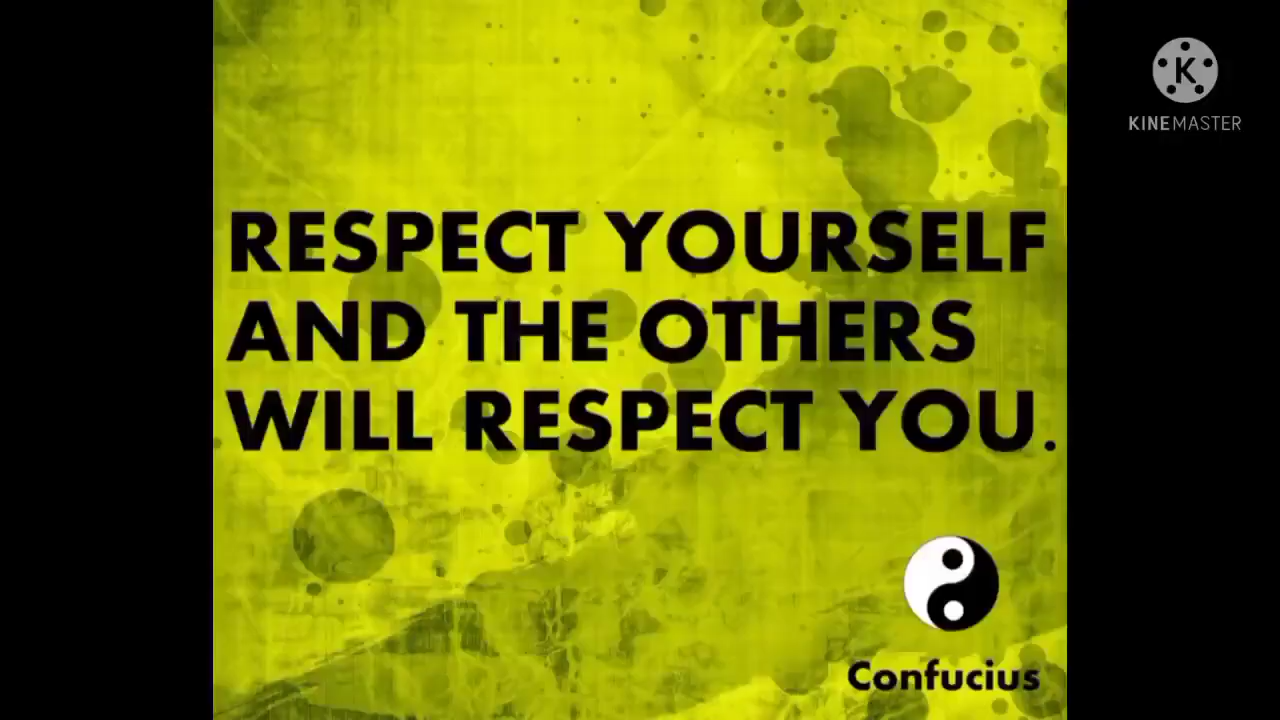 K
KINEMASTER
RESPECT YOURSELF
AND THE OTHERS
WILL RESPECT YOU.
Confucius